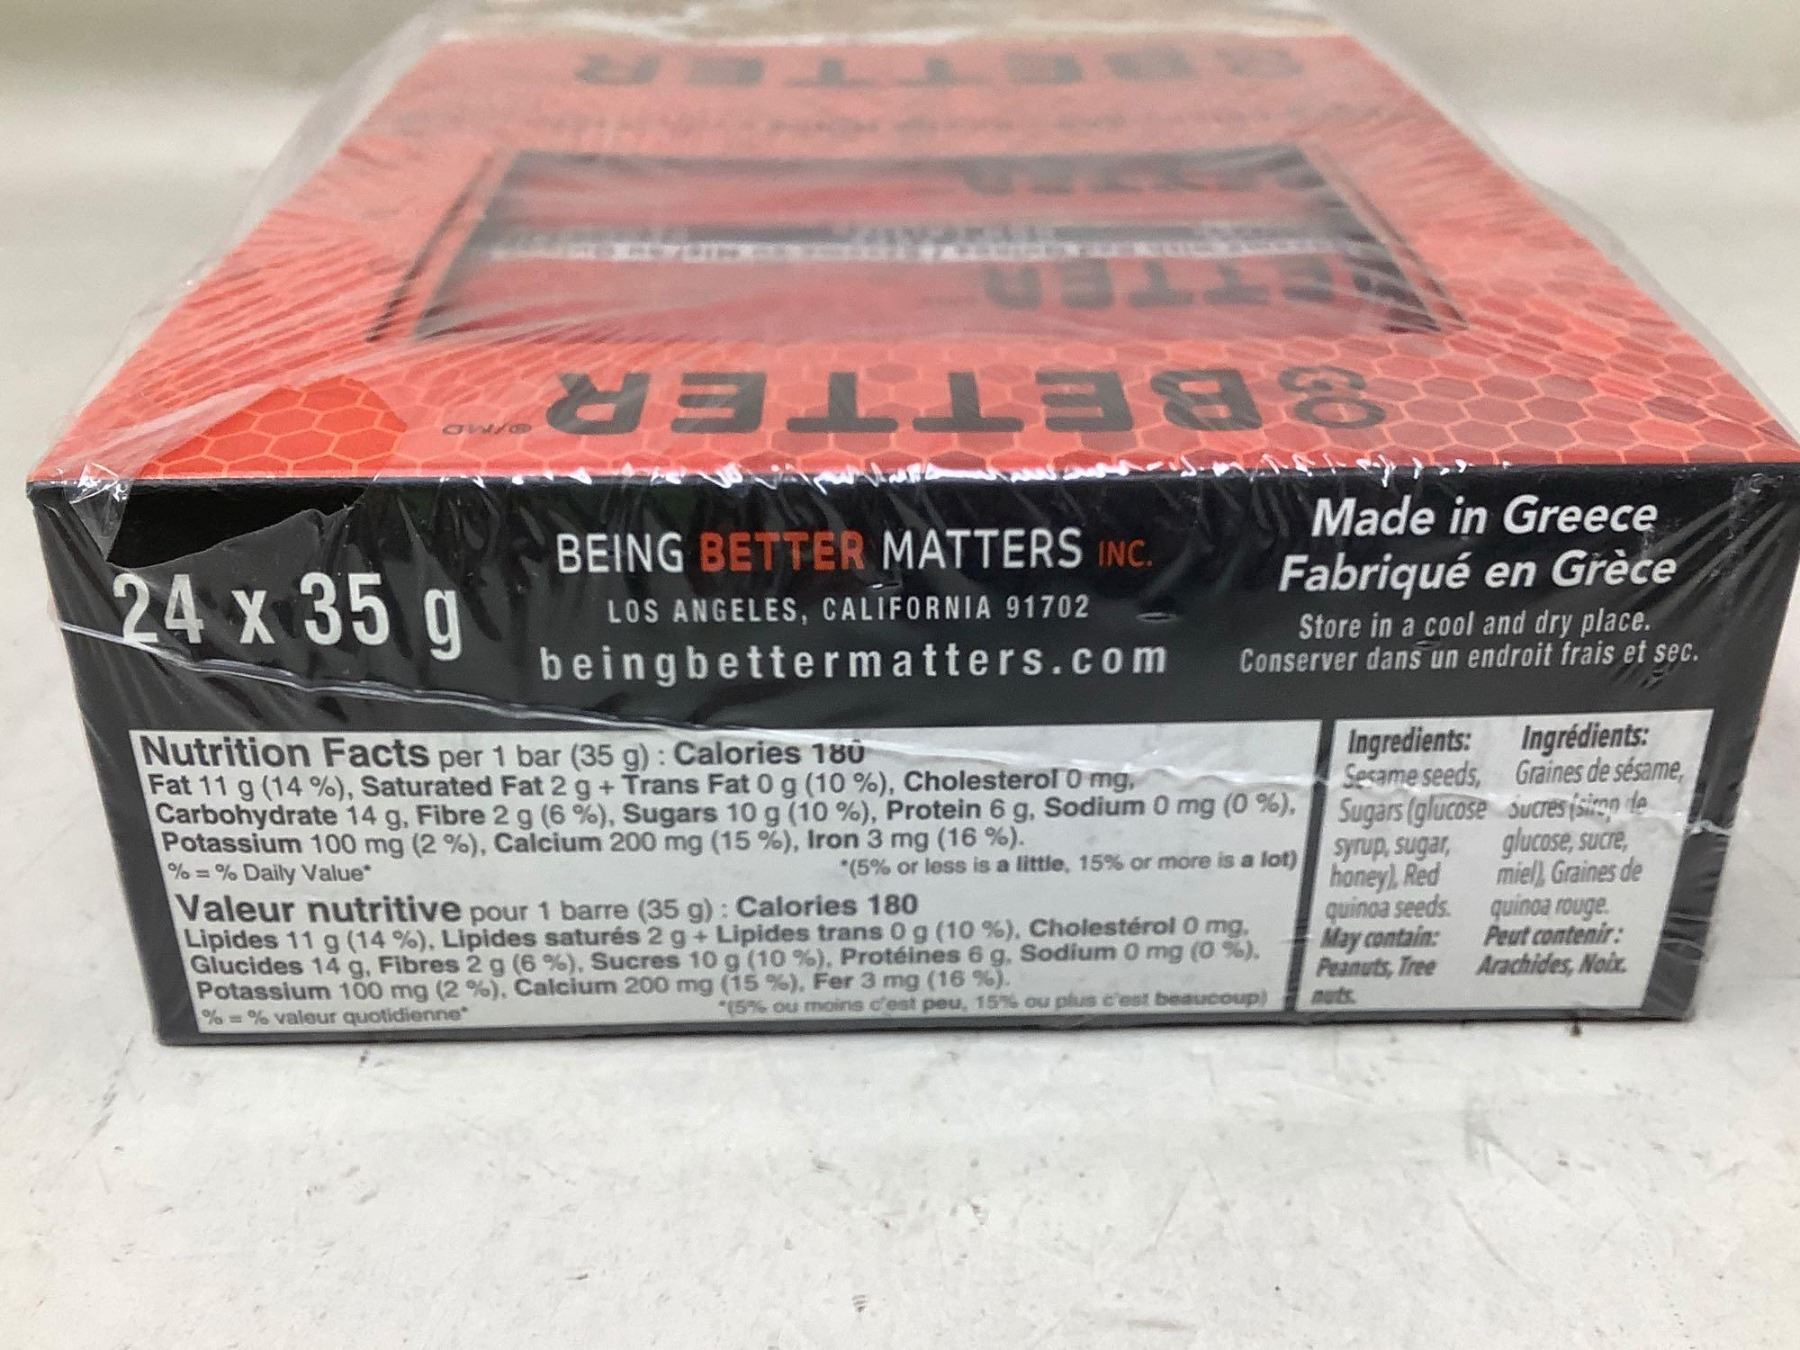 GO BETTER ®/MD
24 x 35 g
BEING BETTER MATTERS INC.
LOS ANGELES, CALIFORNIA 91702
beingbettermatters.com
Made in Greece
Fabriqué en Grèce
Store in a cool and dry place.
Conserver dans un endroit frais et sec.
Nutrition Facts per 1 bar (35 g) : Calories 180
Fat 11 g (14 %), Saturated Fat 2 g + Trans Fat 0 g (10 %), Cholesterol 0 mg,
Carbohydrate 14 g, Fibre 2 g (6 %), Sugars 10 g (10 %), Protein 6 g, Sodium 0 mg (0 %),
Potassium 100 mg (2 %), Calcium 200 mg (15 %), Iron 3 mg (16 %).
% = % Daily Value*
*(5% or less is a little, 15% or more is a lot)
Valeur nutritive pour 1 barre (35 g) : Calories 180
Lipides 11 g (14 %), Lipides saturés 2 g + Lipides trans 0 g (10 %), Cholestérol 0 mg,
Glucides 14 g, Fibres 2 g (6 %), Sucres 10 g (10 %), Protéines 6 g, Sodium 0 mg (0 %),
Potassium 100 mg (2 %), Calcium 200 mg (15 %), Fer 3 mg (16 %).
% = % valeur quotidienne*
*(5% ou moins c'est peu, 15% ou plus c'est beaucoup)
Ingredients:
Sesame seeds,
Sugars (glucose
syrup, sugar,
honey), Red
quinoa seeds.
May contain:
Peanuts, Tree
nuts.
Ingrédients:
Graines de sésame,
Sucres (sirop de
glucose, sucre,
miel), Graines de
quinoa rouge.
Peut contenir:
Arachides, Noix.
BETTER
ETTER